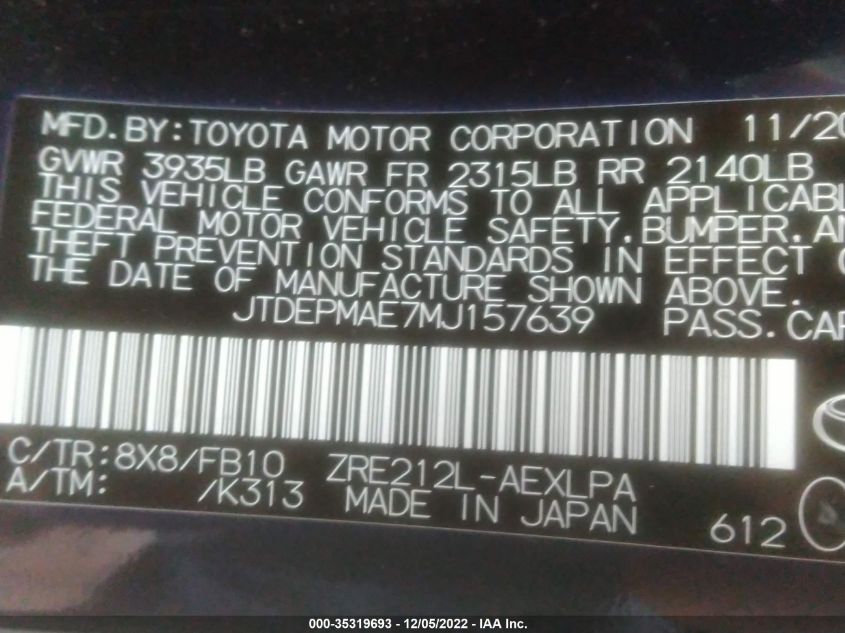 MFD.BY:TOYOTA MOTOR CORPORATION 11/20
GVWR 3935LB GAWR FR 2315LB RR 2140LB
THIS VEHICLE CONFORMS TO ALL APPLICABL
FEDERAL MOTOR VEHICLE SAFETY,BUMPER,AN
THEFT PREVENTION STANDARDS IN EFFECT O
THE DATE OF MANUFACTURE SHOWN ABOVE.
JTDEPMAE7MJ157639 PASS.CAR
C/TR:8X8/FB10 ZRE212L-AEXLPA
A/TM: /K313 MADE IN JAPAN 612
000-35319693 - 12/05/2022 - IAA Inc.